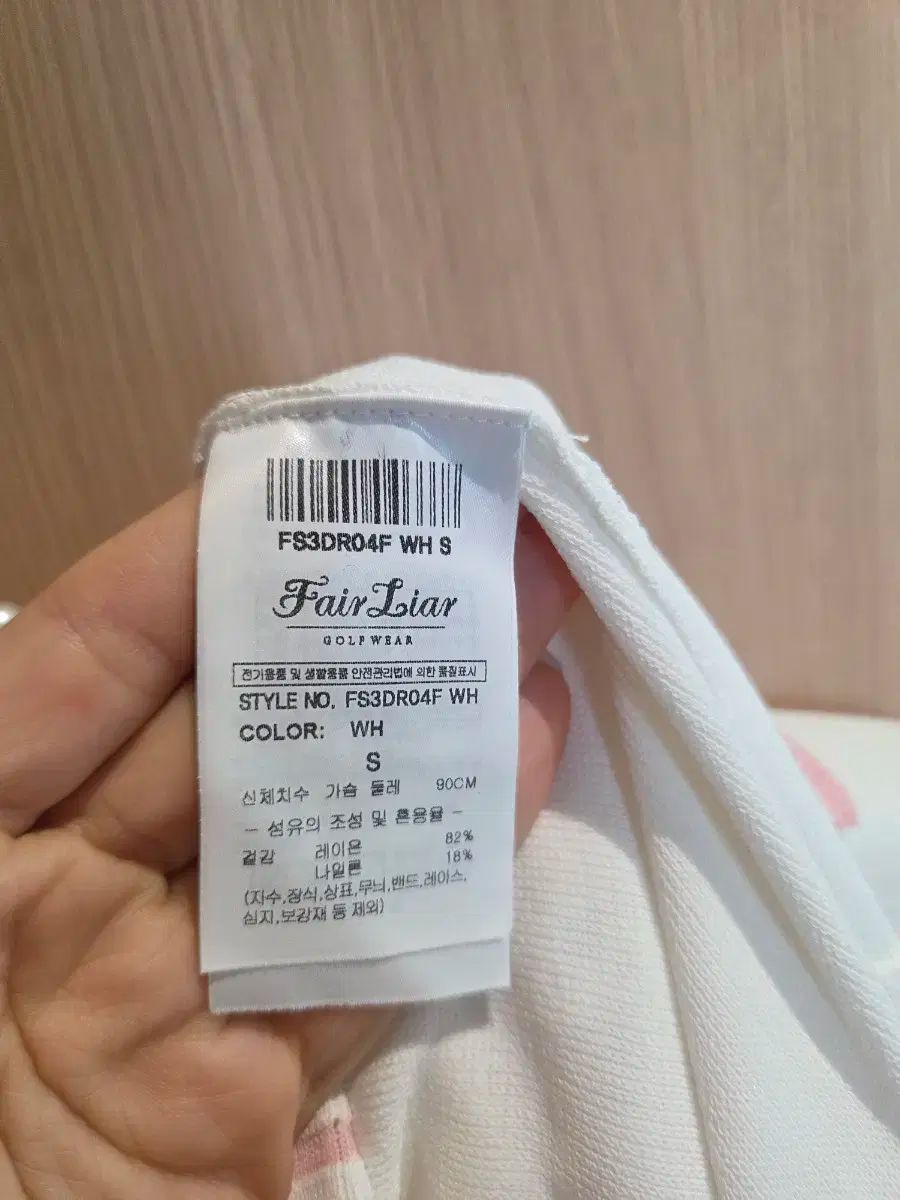 FS3DR04F WH S
Fair Liar
GOLFWEAR
전기용품 및 생활용품 안전관리법에 의한 품질표시
STYLE NO. FS3DR04F WH
COLOR: WH
S
신체치수 가슴 둘레 90CM
- 섬유의 조성 및 혼용율 -
겉감 레이온 82%
나일론 18%
(자수,장식,상표,무늬,밴드,레이스,
심지,보강재 등 제외)